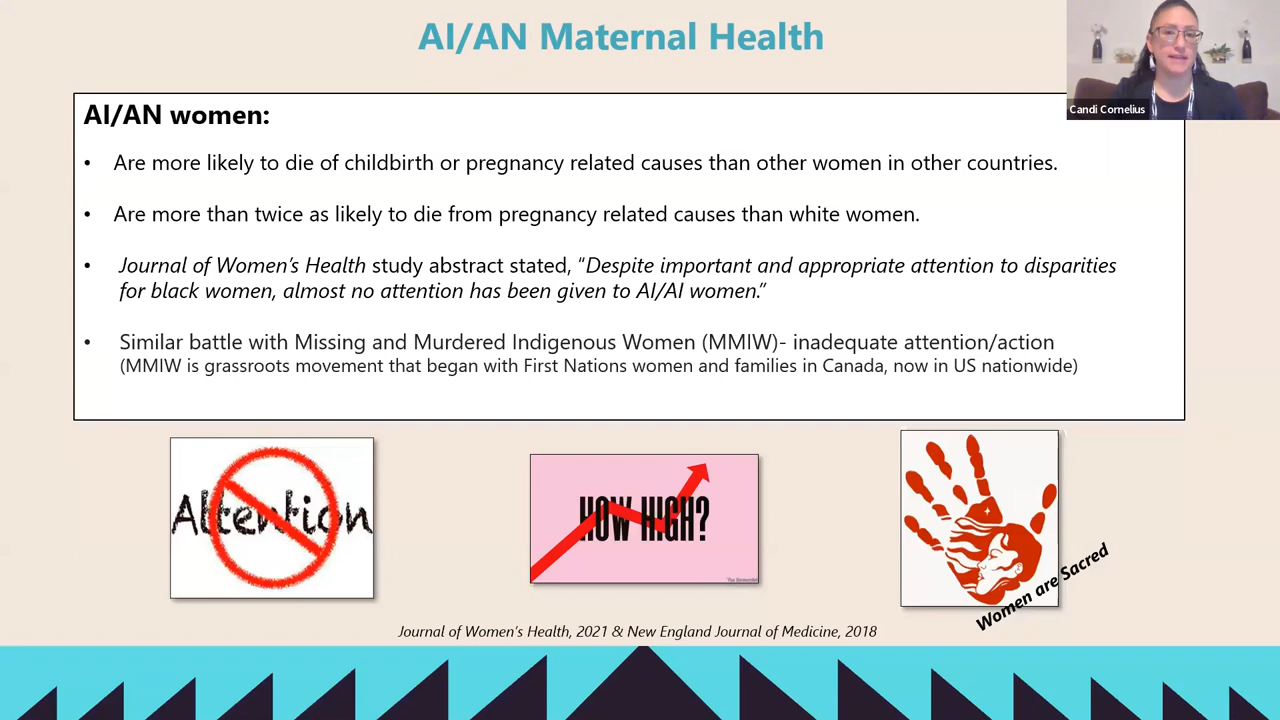 AI/AN Maternal Health
Candi Cornelius
AI/AN women:
• Are more likely to die of childbirth or pregnancy related causes than other women in other countries.
• Are more than twice as likely to die from pregnancy related causes than white women.
• Journal of Women’s Health study abstract stated, “Despite important and appropriate attention to disparities
for black women, almost no attention has been given to AI/AI women.”
• Similar battle with Missing and Murdered Indigenous Women (MMIW)- inadequate attention/action
(MMIW is grassroots movement that began with First Nations women and families in Canada, now in US nationwide)
Attention
HOW HIGH?
Women are Sacred
Journal of Women’s Health, 2021 & New England Journal of Medicine, 2018